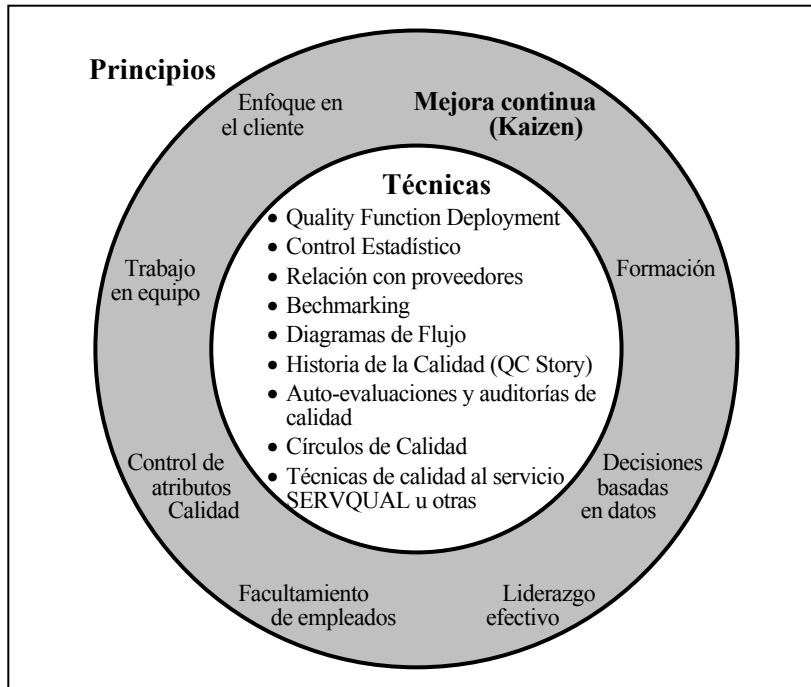 Principios
Enfoque en
el cliente
Mejora continua
(Kaizen)
Técnicas
• Quality Function Deployment
• Control Estadístico
• Relación con proveedores
• Bechmarking
• Diagramas de Flujo
• Historia de la Calidad (QC Story)
• Auto-evaluaciones y auditorías de
calidad
• Círculos de Calidad
• Técnicas de calidad al servicio
SERVQUAL u otras
Trabajo
en equipo
Formación
Control de
atributos
Calidad
Decisiones
basadas
en datos
Facultamiento
de empleados
Liderazgo
efectivo